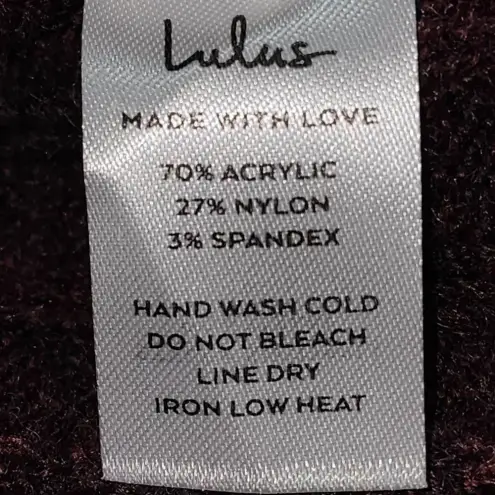 Lulus
MADE WITH LOVE
70% ACRYLIC
27% NYLON
3% SPANDEX
HAND WASH COLD
DO NOT BLEACH
LINE DRY
IRON LOW HEAT